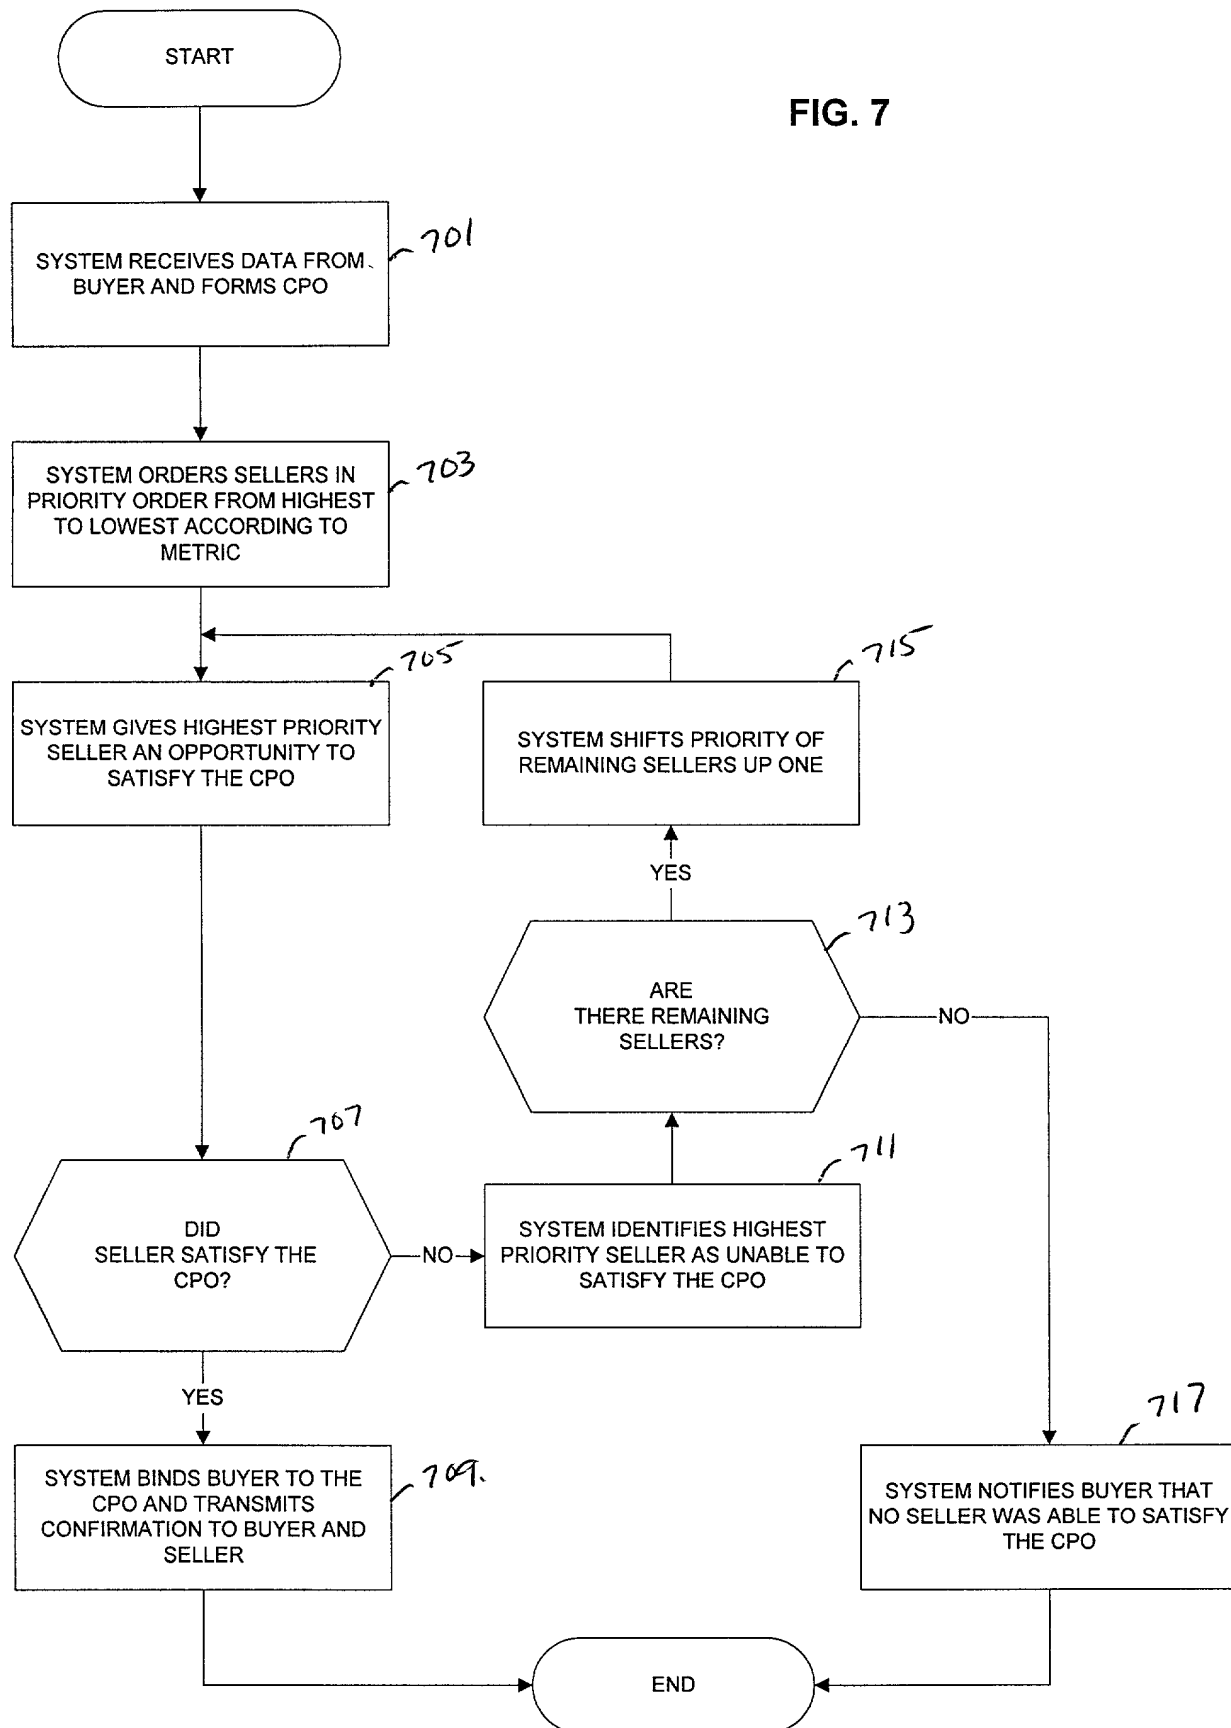 START
FIG. 7
701
SYSTEM RECEIVES DATA FROM
BUYER AND FORMS CPO
703
SYSTEM ORDERS SELLERS IN
PRIORITY ORDER FROM HIGHEST
TO LOWEST ACCORDING TO
METRIC
705
SYSTEM GIVES HIGHEST PRIORITY
SELLER AN OPPORTUNITY TO
SATISFY THE CPO
715
SYSTEM SHIFTS PRIORITY OF
REMAINING SELLERS UP ONE
YES
713
ARE
THERE REMAINING
SELLERS?
NO
707
DID
SELLER SATISFY THE
CPO?
NO
711
SYSTEM IDENTIFIES HIGHEST
PRIORITY SELLER AS UNABLE TO
SATISFY THE CPO
YES
709.
SYSTEM BINDS BUYER TO THE
CPO AND TRANSMITS
CONFIRMATION TO BUYER AND
SELLER
717
SYSTEM NOTIFIES BUYER THAT
NO SELLER WAS ABLE TO SATISFY
THE CPO
END